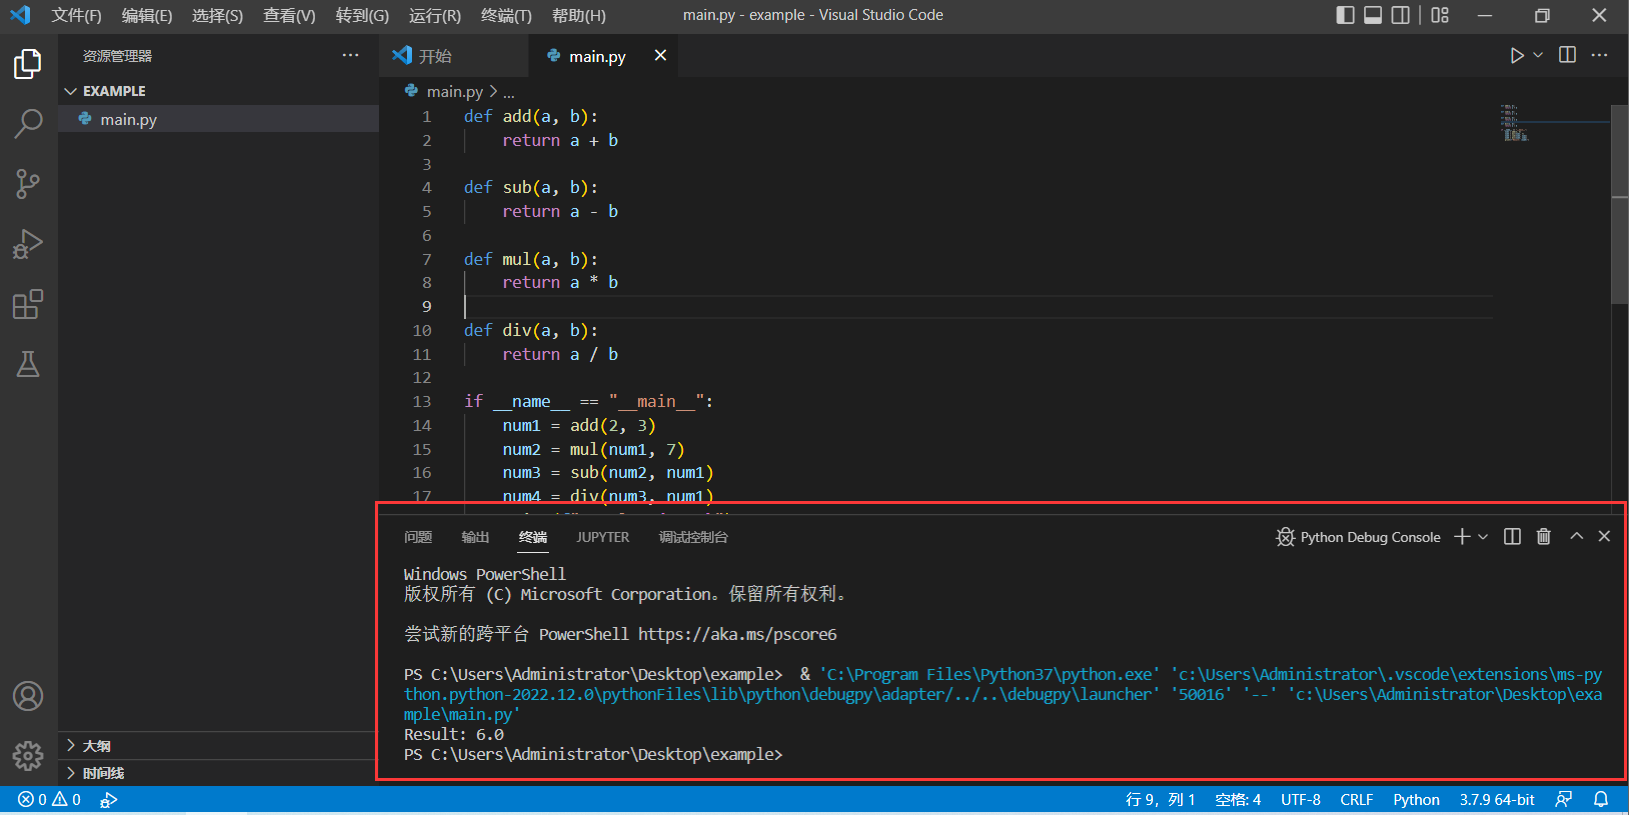 文件(F) 编辑(E) 选择(S) 查看(V) 转到(G) 运行(R) 终端(T) 帮助(H) main.py - example - Visual Studio Code
资源管理器 ···
EXAMPLE
main.py
开始 main.py
main.py > ...
1 def add(a, b):
2 return a + b
3
4 def sub(a, b):
5 return a - b
6
7 def mul(a, b):
8 return a * b
9
10 def div(a, b):
11 return a / b
12
13 if __name__ == "__main__":
14 num1 = add(2, 3)
15 num2 = mul(num1, 7)
16 num3 = sub(num2, num1)
17 num4 = div(num3, num1)
问题 输出 终端 JUPYTER 调试控制台 Python Debug Console
Windows PowerShell
版权所有 (C) Microsoft Corporation。保留所有权利。
尝试新的跨平台 PowerShell https://aka.ms/pscore6
PS C:\Users\Administrator\Desktop\example> & 'C:\Program Files\Python37\python.exe' 'c:\Users\Administrator\.vscode\extensions\ms-py
thon.python-2022.12.0\pythonFiles\lib\python\debugpy\adapter/../..\debugpy\launcher' '50016' '--' 'c:\Users\Administrator\Desktop\exa
mple\main.py'
Result: 6.0
PS C:\Users\Administrator\Desktop\example>
大纲
时间线
0 0 行 9，列 1 空格: 4 UTF-8 CRLF Python 3.7.9 64-bit